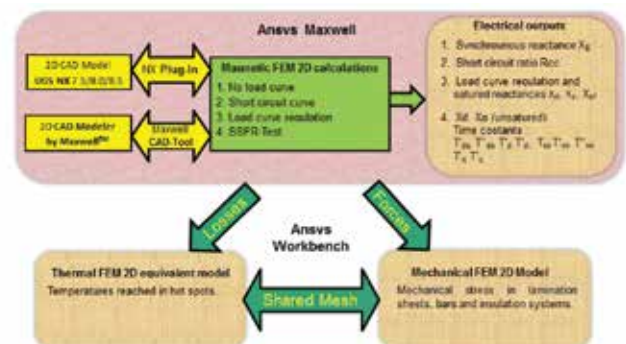 Ansys Maxwell
2D-CAD Model
UGS NX 7.5/8.0/8.5
NX Plug-In
2D-CAD Modeler
by Maxwell
Maxwell
CAD-Tool
Magnetic FEM 2D calculations
1. No load curve
2. Short circuit curve
3. Load curve regulation
4. SSFR Test
Electrical outputs
1. Synchronous reactance
2. Short circuit ratio Rcc
3. Load curve regulation and
satured reactances
4. Xd Xq (unsatured)
Time costants
Losses
Forces
Ansys
Workbench
Thermal FEM 2D equivalent model
Temperatures reached in hot spots.
Shared Mesh
Mechanical FEM 2D Model
Mechanical stress in lamination
sheets, bars and insulation systems.